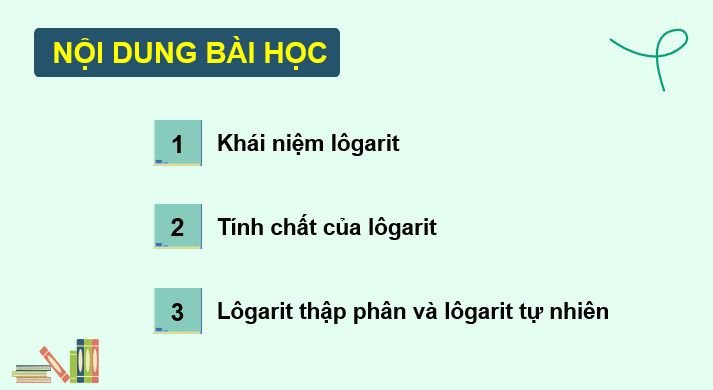 NỘI DUNG BÀI HỌC
1 Khái niệm lôgarit
2 Tính chất của lôgarit
3 Lôgarit thập phân và lôgarit tự nhiên